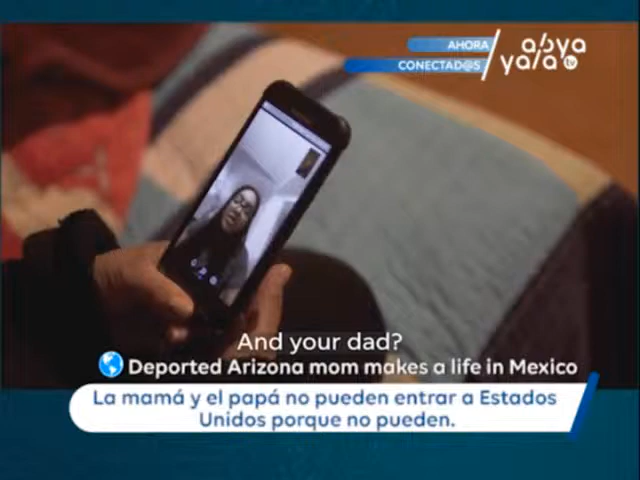 AHORA
CONECTAD@S
abya
yala tv
And your dad?
Deported Arizona mom makes a life in Mexico
La mamá y el papá no pueden entrar a Estados
Unidos porque no pueden.